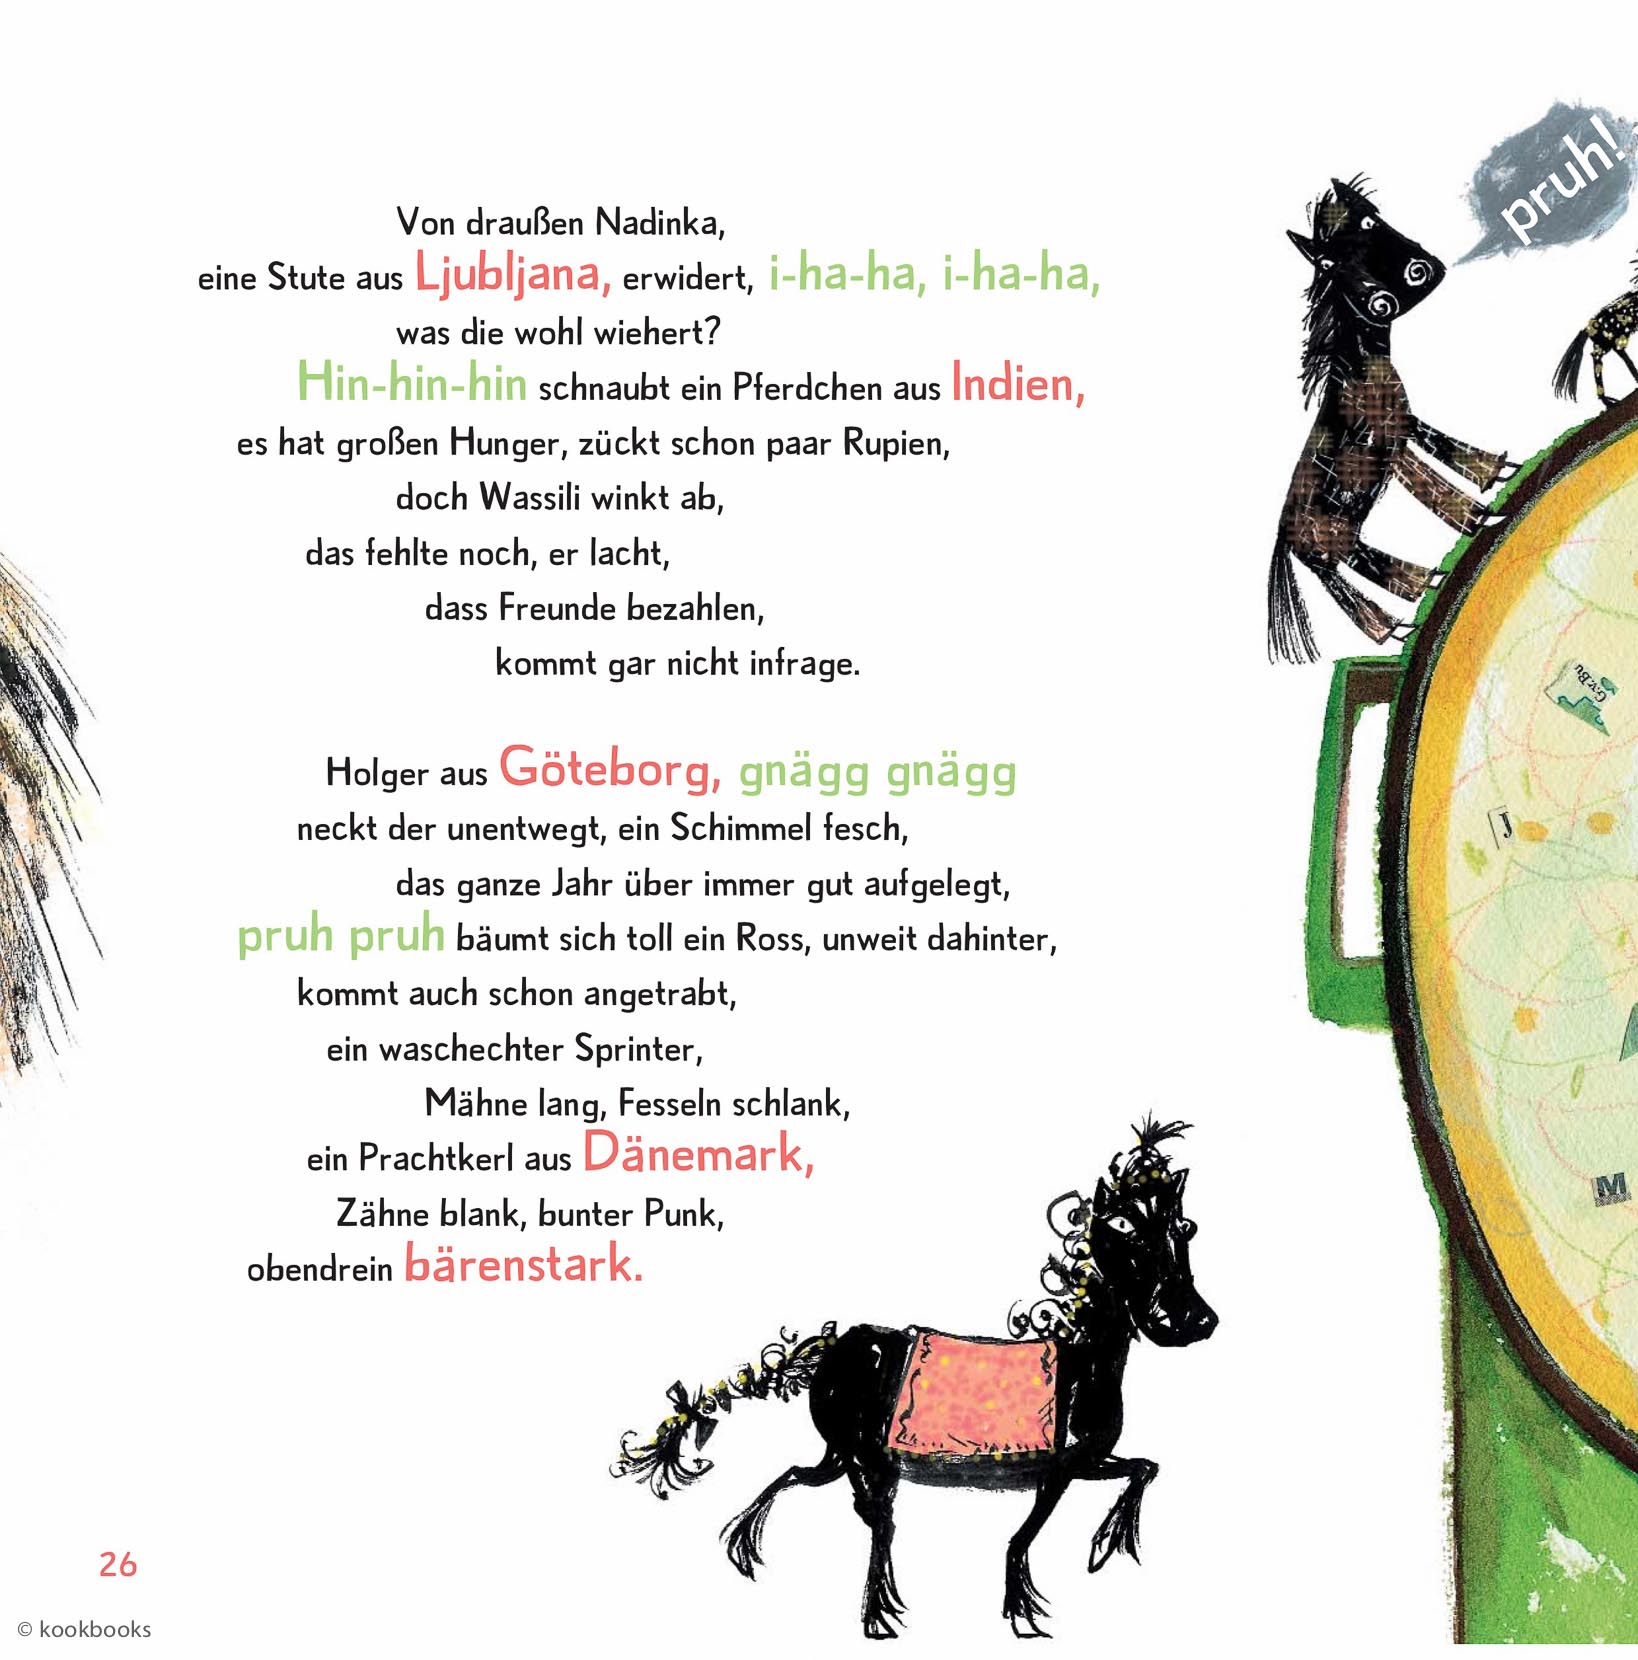 pruh!
Von draußen Nadinka,
eine Stute aus Ljubljana, erwidert, i-ha-ha, i-ha-ha,
was die wohl wiehert?
Hin-hin-hin schnaubt ein Pferdchen aus Indien,
es hat großen Hunger, zückt schon paar Rupien,
doch Wassili winkt ab,
das fehlte noch, er lacht,
dass Freunde bezahlen,
kommt gar nicht infrage.
Holger aus Göteborg, gnägg gnägg
neckt der unentwegt, ein Schimmel fesch,
das ganze Jahr über immer gut aufgelegt,
pruh pruh bäumt sich toll ein Ross, unweit dahinter,
kommt auch schon angetrabt,
ein waschechter Sprinter,
Mähne lang, Fesseln schlank,
ein Prachtkerl aus Dänemark,
Zähne blank, bunter Punk,
obendrein bärenstark.
G.v.Bu
J
M
26
© kookbooks